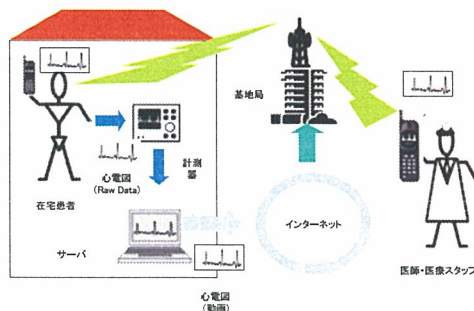 基地局
計測
器
心電図
(Raw Data)
在宅患者
インターネット
サーバ
医師・医療スタッフ
心電図
(動画)